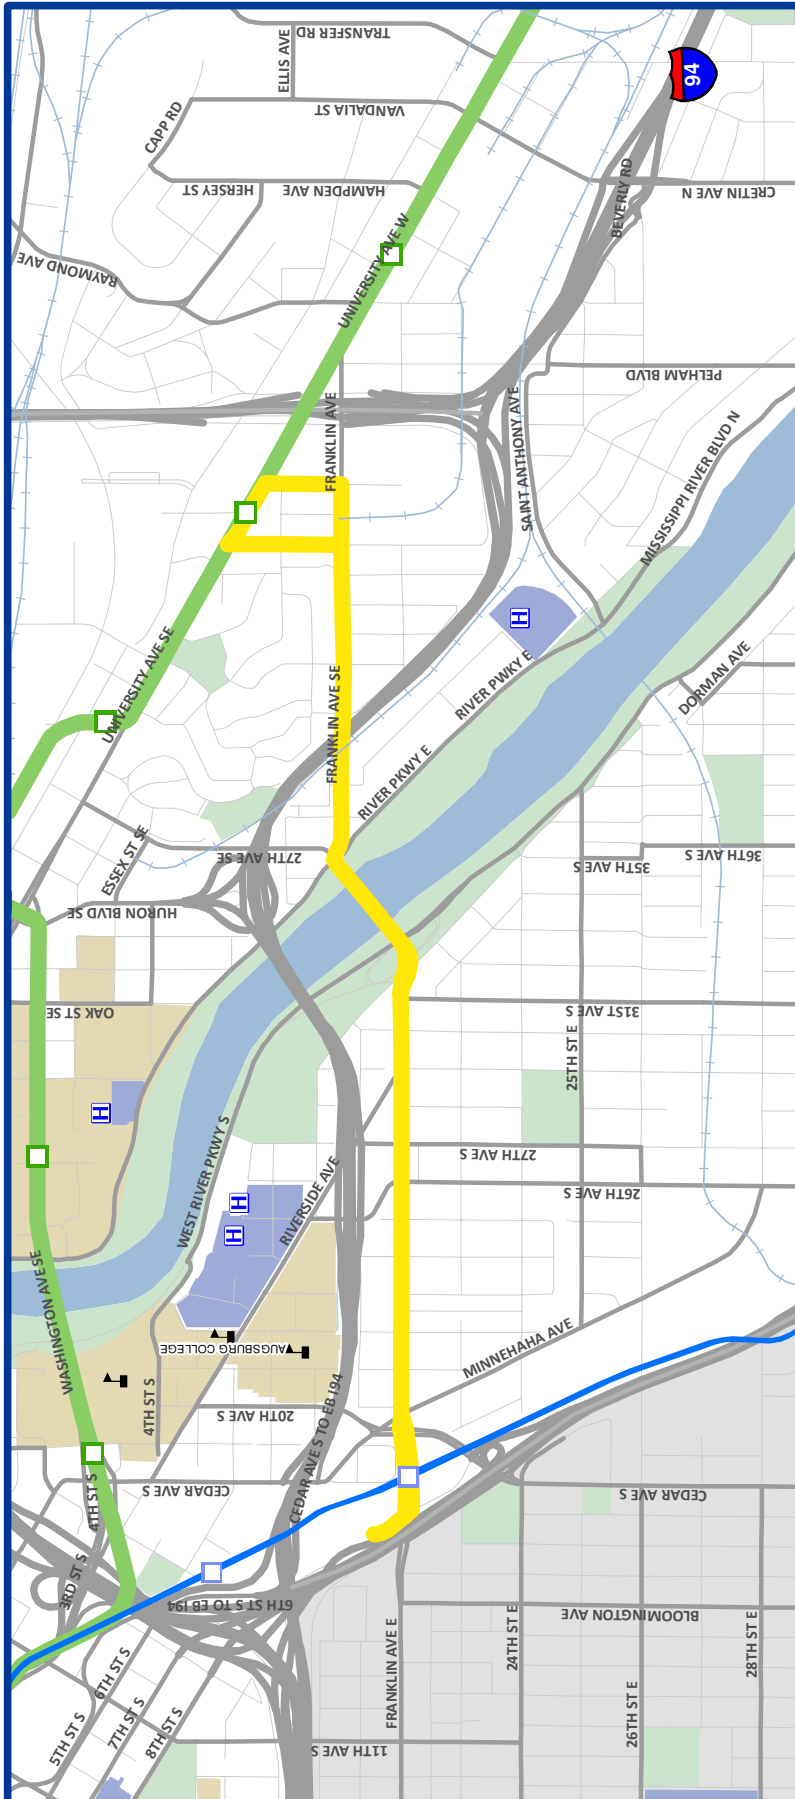 TRANSFER RD
ELLIS AVE
94
VANDALIA ST
CAPP RD
HERSEY ST
HAMPDEN AVE
CRETIN AVE N
BEVERLY RD
RAYMOND AVE
UNIVERSITY AVE W
PELHAM BLVD
FRANKLIN AVE
SAINT ANTHONY AVE
MISSISSIPPI RIVER BLVD N
H
UNIVERSITY AVE SE
RIVER PWKY E
DORMAN AVE
FRANKLIN AVE SE
RIVER PKWY E
ESSEX ST SE
27TH AVE SE
35TH AVE S
36TH AVE S
HURON BLVD SE
OAK ST SE
31ST AVE S
25TH ST E
H
WEST RIVER PKWY S
27TH AVE S
RIVERSIDE AVE
26TH AVE S
H
H
WASHINGTON AVE SE
AUGSBURG COLLEGE
MINNEHAHA AVE
4TH ST S
20TH AVE S
CEDAR AVE S TO EB I94
CEDAR AVE S
CEDAR AVE S
4TH ST S
3RD ST S
6TH ST S TO EB I94
BLOOMINGTON AVE
FRANKLIN AVE E
24TH ST E
28TH ST E
6TH ST S
5TH ST S
7TH ST S
8TH ST S
26TH ST E
11TH AVE S